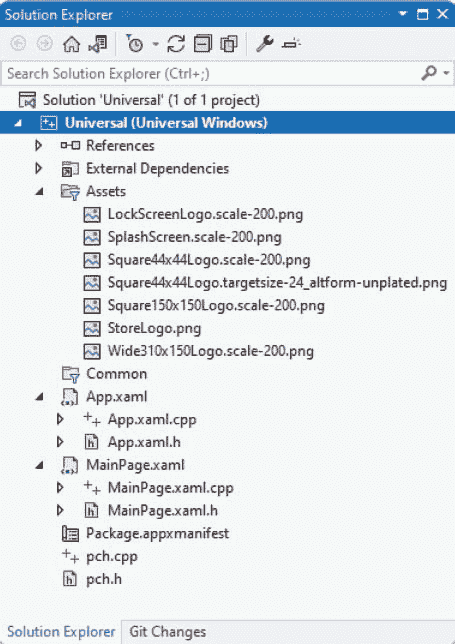 Solution Explorer
Search Solution Explorer (Ctrl+;)
Solution 'Universal' (1 of 1 project)
Universal (Universal Windows)
References
External Dependencies
Assets
LockScreenLogo.scale-200.png
SplashScreen.scale-200.png
Square44x44Logo.scale-200.png
Square44x44Logo.targetsize-24_altform-unplated.png
Square150x150Logo.scale-200.png
StoreLogo.png
Wide310x150Logo.scale-200.png
Common
App.xaml
++ App.xaml.cpp
h App.xaml.h
MainPage.xaml
++ MainPage.xaml.cpp
h MainPage.xaml.h
Package.appxmanifest
++ pch.cpp
h pch.h
Solution Explorer Git Changes